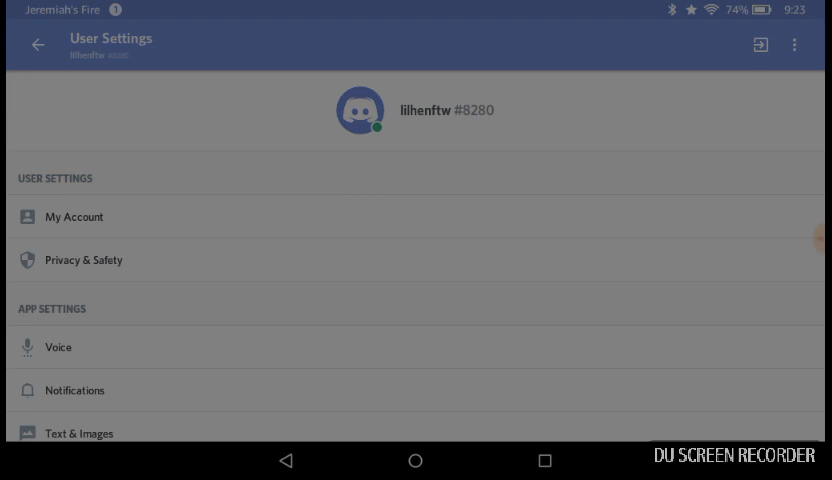 Jeremiah's Fire 1 74% 9:23
User Settings
lilhenftw #8280
lilhenftw #8280
USER SETTINGS
My Account
Privacy & Safety
APP SETTINGS
Voice
Notifications
Text & Images
DU SCREEN RECORDER